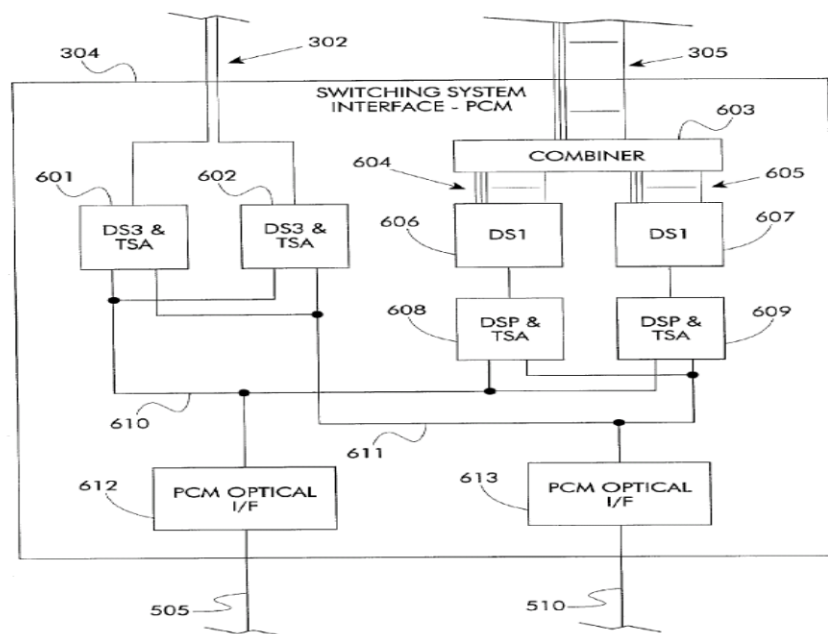 302
304
305
SWITCHING SYSTEM
INTERFACE - PCM
603
COMBINER
601
602
604
605
DS3 &
TSA
DS3 &
TSA
606
DS1
DS1
607
608
DSP &
TSA
DSP &
TSA
609
610
611
612
PCM OPTICAL
I/F
613
PCM OPTICAL
I/F
505
510